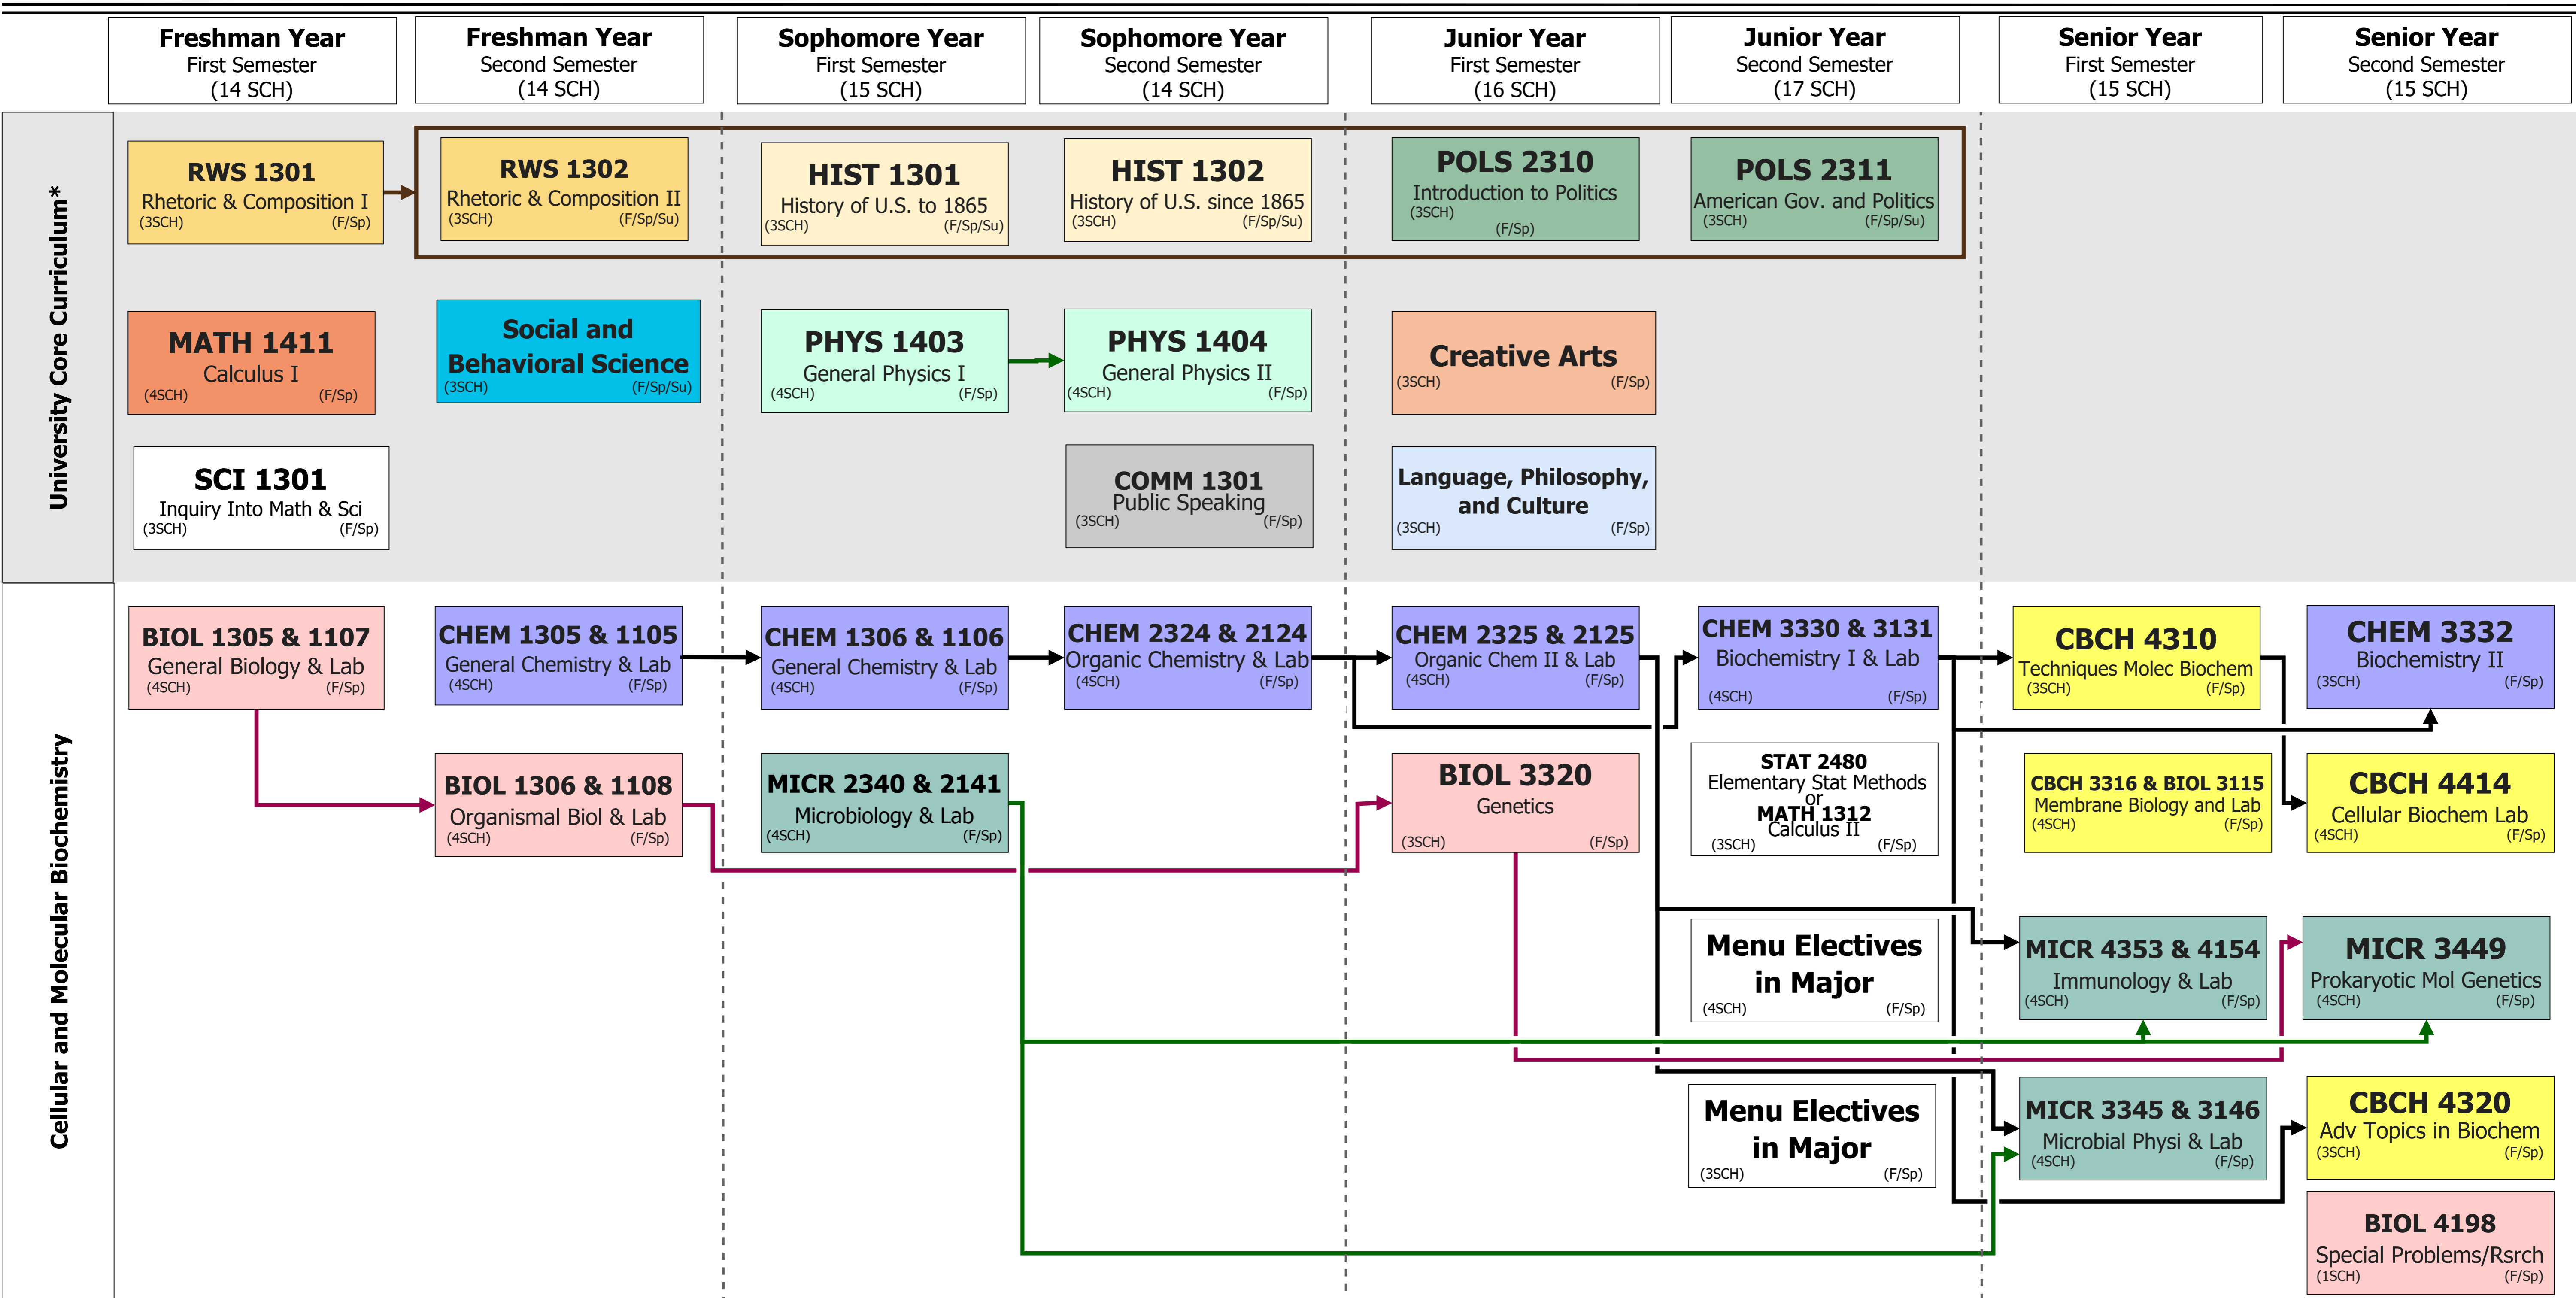 Freshman Year
First Semester
(14 SCH)
Freshman Year
Second Semester
(14 SCH)
Sophomore Year
First Semester
(15 SCH)
Sophomore Year
Second Semester
(14 SCH)
Junior Year
First Semester
(16 SCH)
Junior Year
Second Semester
(17 SCH)
Senior Year
First Semester
(15 SCH)
Senior Year
Second Semester
(15 SCH)
University Core Curriculum*
RWS 1301
Rhetoric & Composition I
(3SCH) (F/Sp)
RWS 1302
Rhetoric & Composition II
(3SCH) (F/Sp/Su)
HIST 1301
History of U.S. to 1865
(3SCH) (F/Sp/Su)
HIST 1302
History of U.S. since 1865
(3SCH) (F/Sp/Su)
POLS 2310
Introduction to Politics
(3SCH)
(F/Sp)
POLS 2311
American Gov. and Politics
(3SCH) (F/Sp/Su)
MATH 1411
Calculus I
(4SCH) (F/Sp)
Social and
Behavioral Science
(3SCH) (F/Sp/Su)
PHYS 1403
General Physics I
(4SCH) (F/Sp)
PHYS 1404
General Physics II
(4SCH) (F/Sp)
Creative Arts
(3SCH) (F/Sp)
SCI 1301
Inquiry Into Math & Sci
(3SCH) (F/Sp)
COMM 1301
Public Speaking
(3SCH) (F/Sp)
Language, Philosophy,
and Culture
(3SCH) (F/Sp)
Cellular and Molecular Biochemistry
BIOL 1305 & 1107
General Biology & Lab
(4SCH) (F/Sp)
CHEM 1305 & 1105
General Chemistry & Lab
(4SCH) (F/Sp)
CHEM 1306 & 1106
General Chemistry & Lab
(4SCH) (F/Sp)
CHEM 2324 & 2124
Organic Chemistry & Lab
(4SCH) (F/Sp)
CHEM 2325 & 2125
Organic Chem II & Lab
(4SCH) (F/Sp)
CHEM 3330 & 3131
Biochemistry I & Lab
(4SCH) (F/Sp)
CBCH 4310
Techniques Molec Biochem
(3SCH) (F/Sp)
CHEM 3332
Biochemistry II
(3SCH) (F/Sp)
BIOL 1306 & 1108
Organismal Biol & Lab
(4SCH) (F/Sp)
MICR 2340 & 2141
Microbiology & Lab
(4SCH) (F/Sp)
BIOL 3320
Genetics
(3SCH) (F/Sp)
STAT 2480
Elementary Stat Methods
or
MATH 1312
Calculus II
(3SCH) (F/Sp)
CBCH 3316 & BIOL 3115
Membrane Biology and Lab
(4SCH) (F/Sp)
CBCH 4414
Cellular Biochem Lab
(4SCH) (F/Sp)
Menu Electives
in Major
(4SCH) (F/Sp)
MICR 4353 & 4154
Immunology & Lab
(4SCH) (F/Sp)
MICR 3449
Prokaryotic Mol Genetics
(4SCH) (F/Sp)
Menu Electives
in Major
(3SCH) (F/Sp)
MICR 3345 & 3146
Microbial Physi & Lab
(4SCH) (F/Sp)
CBCH 4320
Adv Topics in Biochem
(3SCH) (F/Sp)
BIOL 4198
Special Problems/Rsrch
(1SCH) (F/Sp)